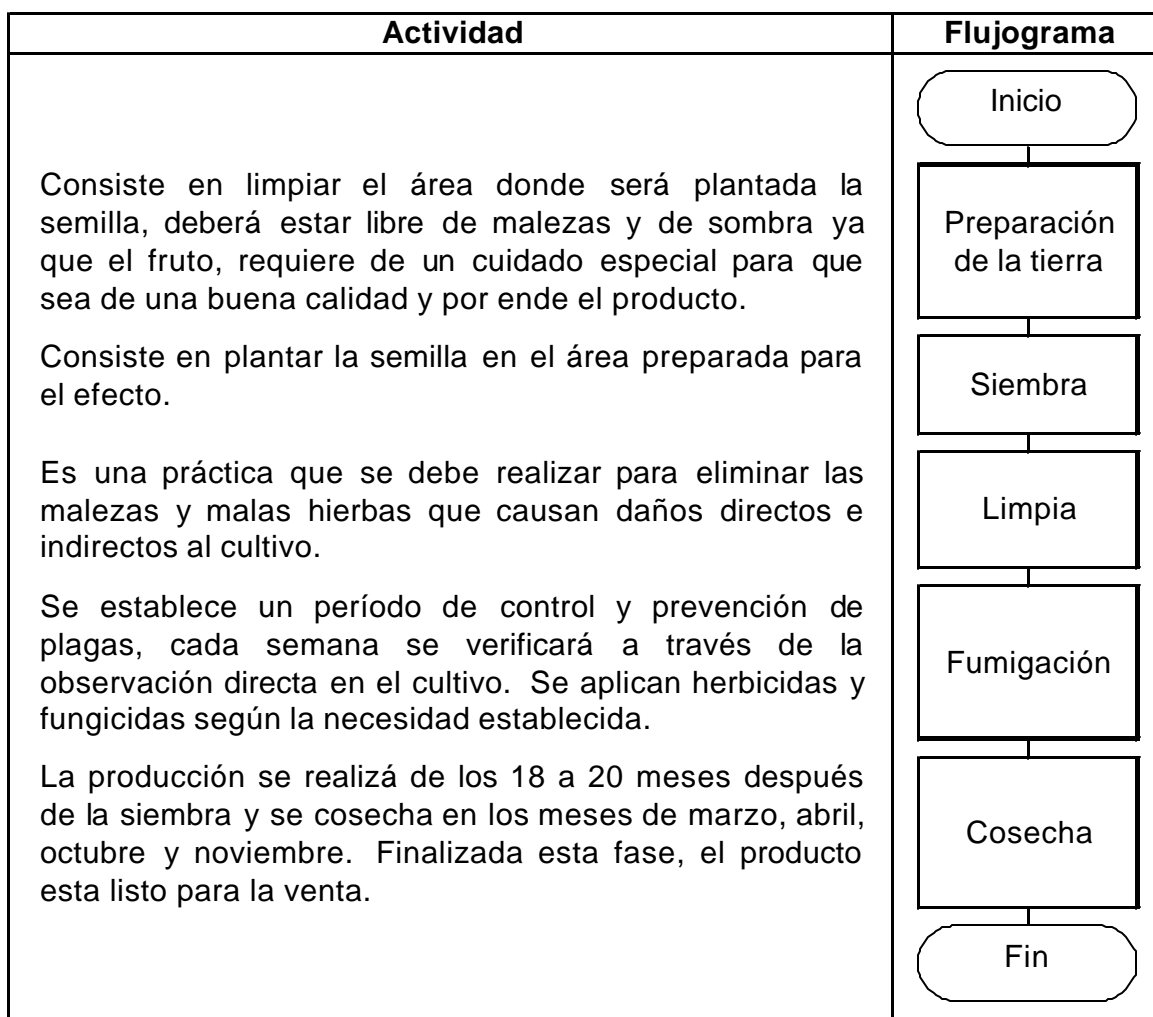 Actividad
Flujograma
Inicio
Consiste en limpiar el área donde será plantada la
semilla, deberá estar libre de malezas y de sombra ya
que el fruto, requiere de un cuidado especial para que
sea de una buena calidad y por ende el producto.
Preparación
de la tierra
Consiste en plantar la semilla en el área preparada para
el efecto.
Siembra
Es una práctica que se debe realizar para eliminar las
malezas y malas hierbas que causan daños directos e
indirectos al cultivo.
Limpia
Se establece un período de control y prevención de
plagas, cada semana se verificará a través de la
observación directa en el cultivo. Se aplican herbicidas y
fungicidas según la necesidad establecida.
Fumigación
La producción se realizá de los 18 a 20 meses después
de la siembra y se cosecha en los meses de marzo, abril,
octubre y noviembre. Finalizada esta fase, el producto
esta listo para la venta.
Cosecha
Fin